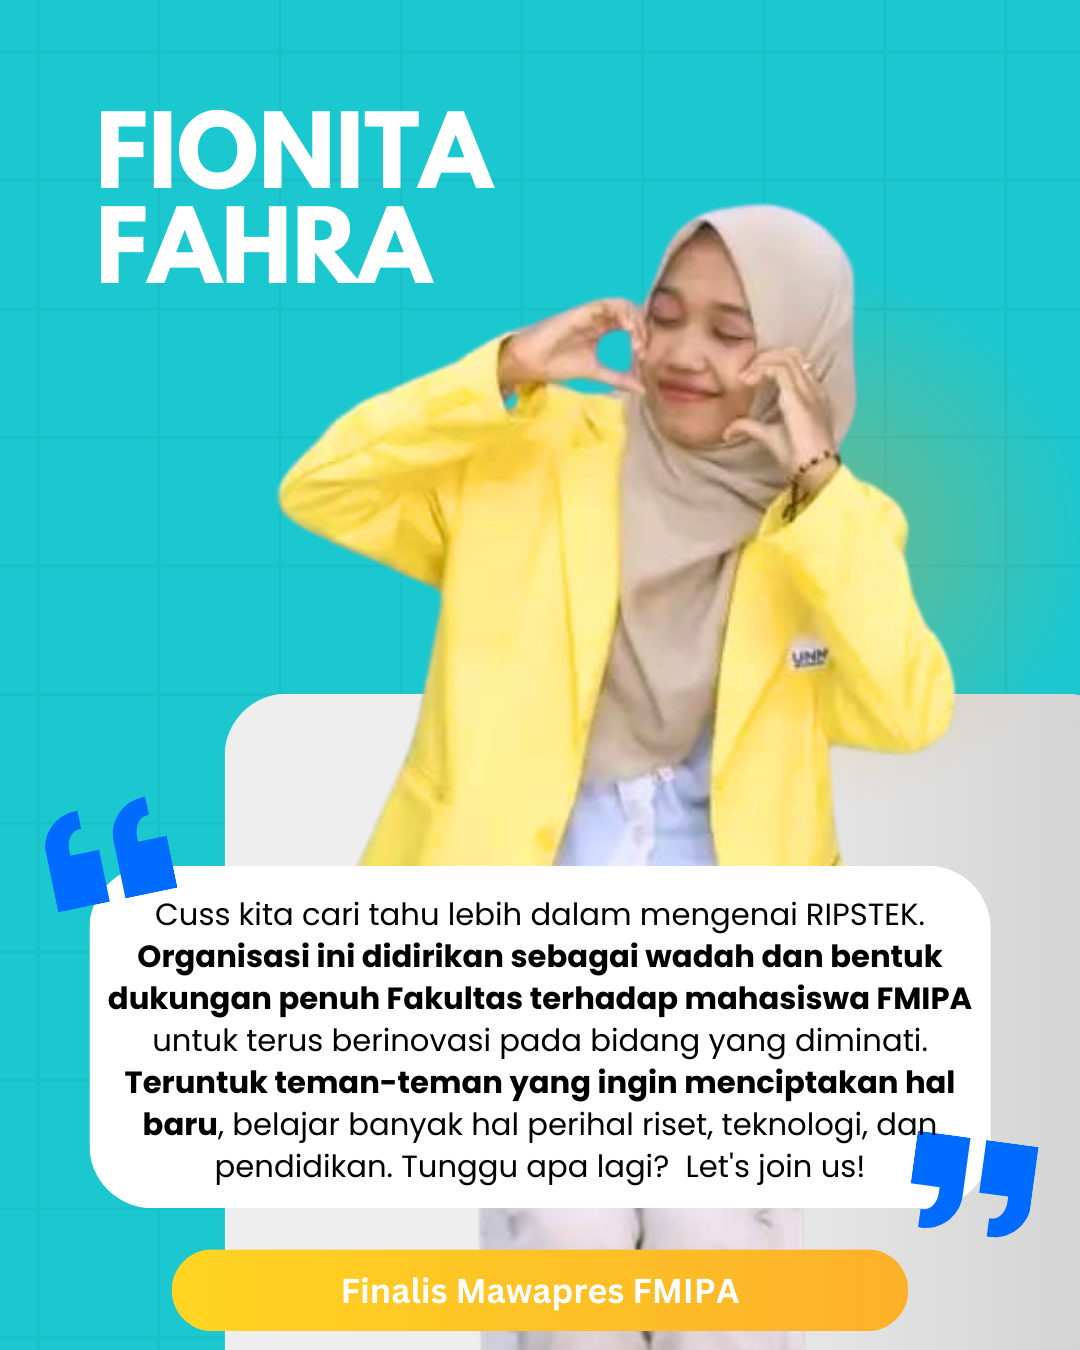 FIONITA
FAHRA
UNM
Cuss kita cari tahu lebih dalam mengenai RIPSTEK.
Organisasi ini didirikan sebagai wadah dan bentuk
dukungan penuh Fakultas terhadap mahasiswa FMIPA
untuk terus berinovasi pada bidang yang diminati.
Teruntuk teman-teman yang ingin menciptakan hal
baru, belajar banyak hal perihal riset, teknologi, dan
pendidikan. Tunggu apa lagi?  Let's join us!
Finalis Mawapres FMIPA